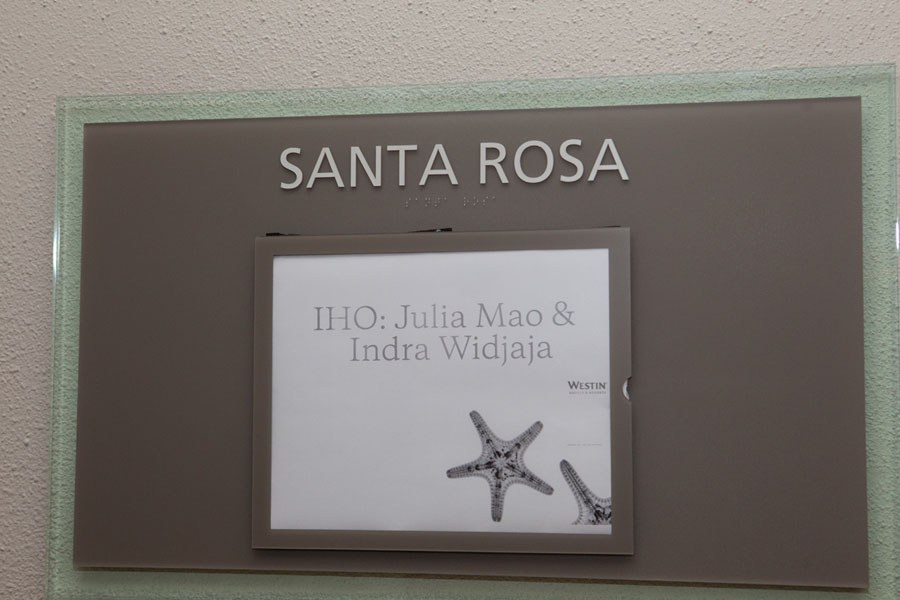 SANTA ROSA
IHO: Julia Mao &
Indra Widjaja
WESTIN